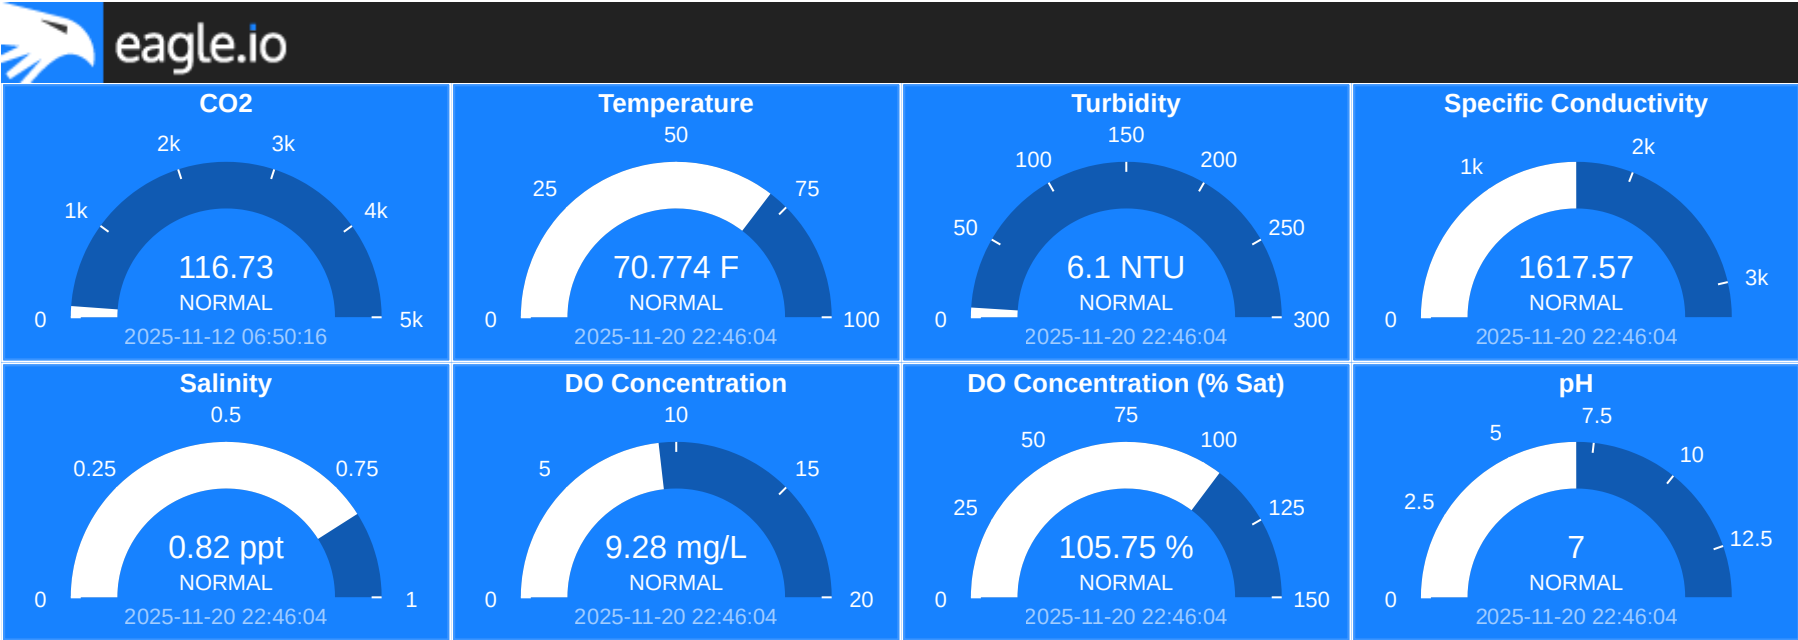 eagle.io
CO2
2k
3k
1k
4k
116.73
NORMAL
0
5k
2025-11-12 06:50:16
Temperature
50
25
75
70.774 F
NORMAL
0
100
2025-11-20 22:46:04
Turbidity
150
100
200
50
250
6.1 NTU
NORMAL
0
300
2025-11-20 22:46:04
Specific Conductivity
2k
1k
1617.57
3k
NORMAL
0
2025-11-20 22:46:04
Salinity
0.5
0.25
0.75
0.82 ppt
NORMAL
0
1
2025-11-20 22:46:04
DO Concentration
10
5
15
9.28 mg/L
NORMAL
0
20
2025-11-20 22:46:04
DO Concentration (% Sat)
75
50
100
25
125
105.75 %
NORMAL
0
150
2025-11-20 22:46:04
pH
7.5
5
10
2.5
12.5
7
NORMAL
0
2025-11-20 22:46:04